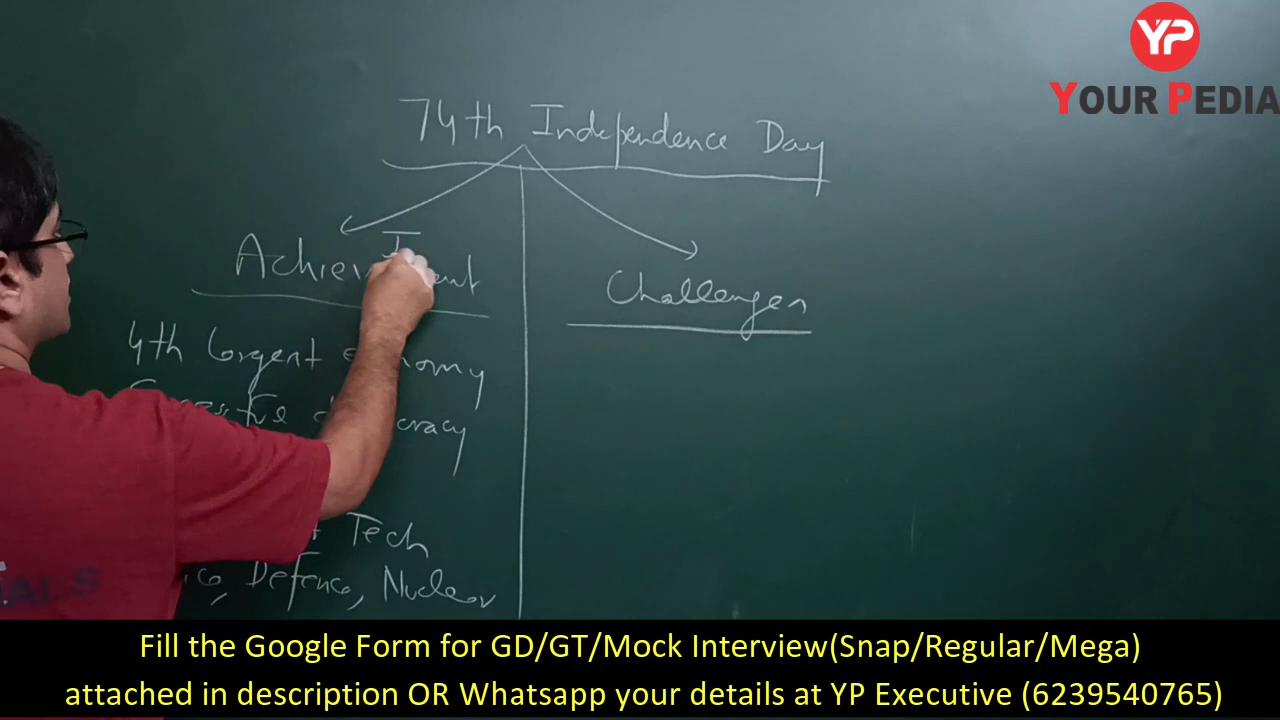 YP
YOUR PEDIA
74th Independence Day
Challenges
4th largest
Tech
Defence, Nuclear
Fill the Google Form for GD/GT/Mock Interview(Snap/Regular/Mega)
attached in description OR Whatsapp your details at YP Executive (6239540765)